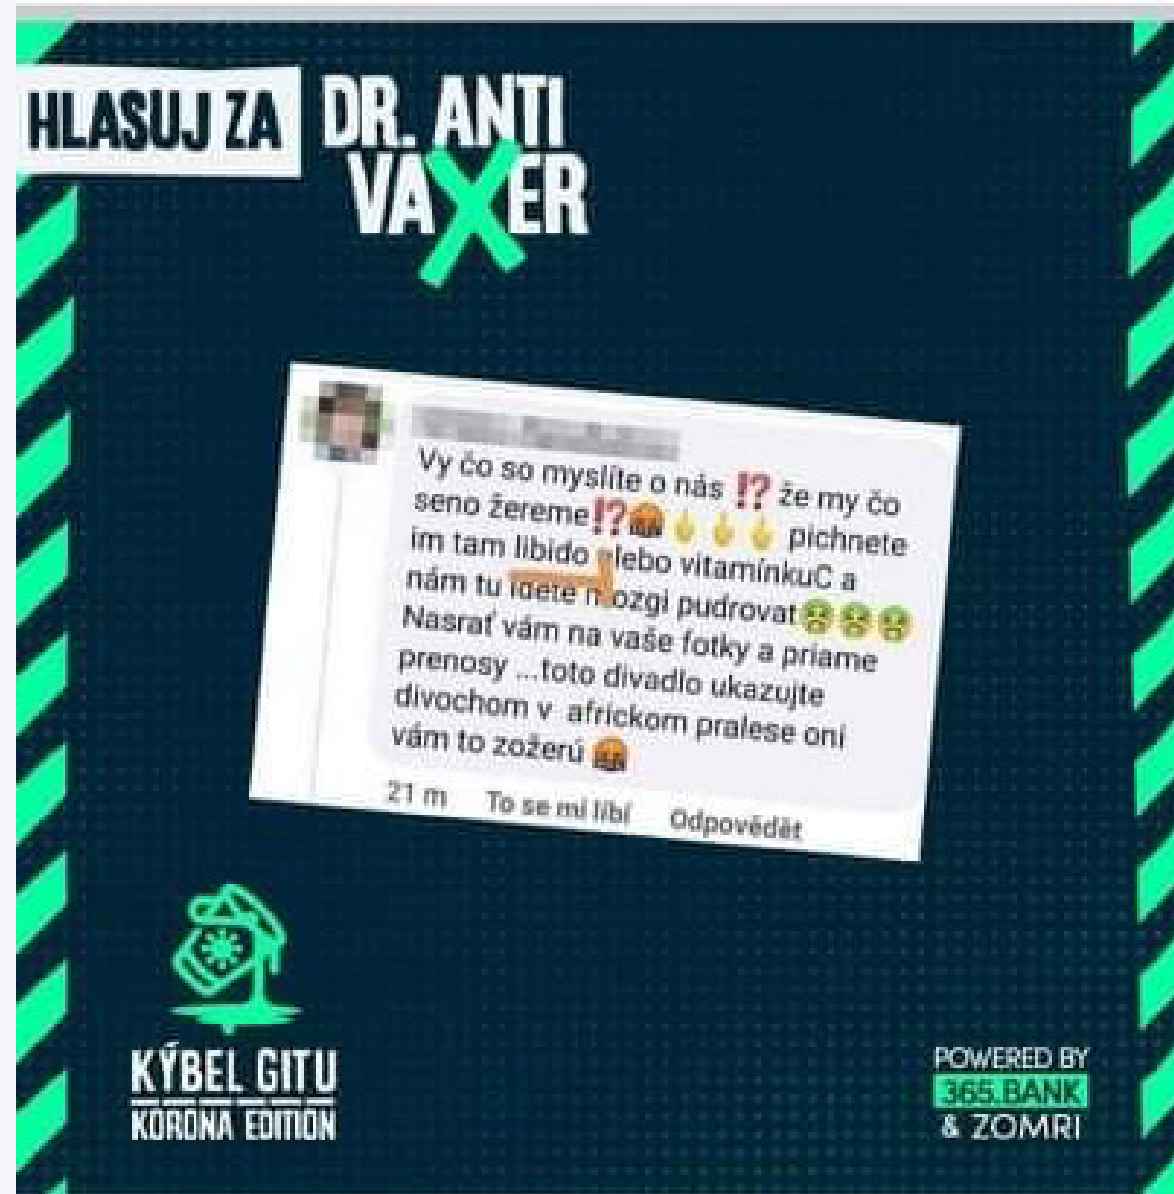 HLASUJ ZA DR. ANTI
VAXER
Vy čo so myslíte o nás ⁉️ že my čo
seno žereme⁉️🤬🖕🖕🖕 pichnete
im tam libido alebo vitamínkuC a
nám tu idete mozgi pudrovat🤢🤢🤢
Nasrať vám na vaše fotky a priame
prenosy ...toto divadlo ukazujte
divochom v africkom pralese oni
vám to zožerú 🤬
21 m To se mi líbí Odpovědět
KÝBEL GITU
KORONA EDITION
POWERED BY
365.BANK
& ZOMRI